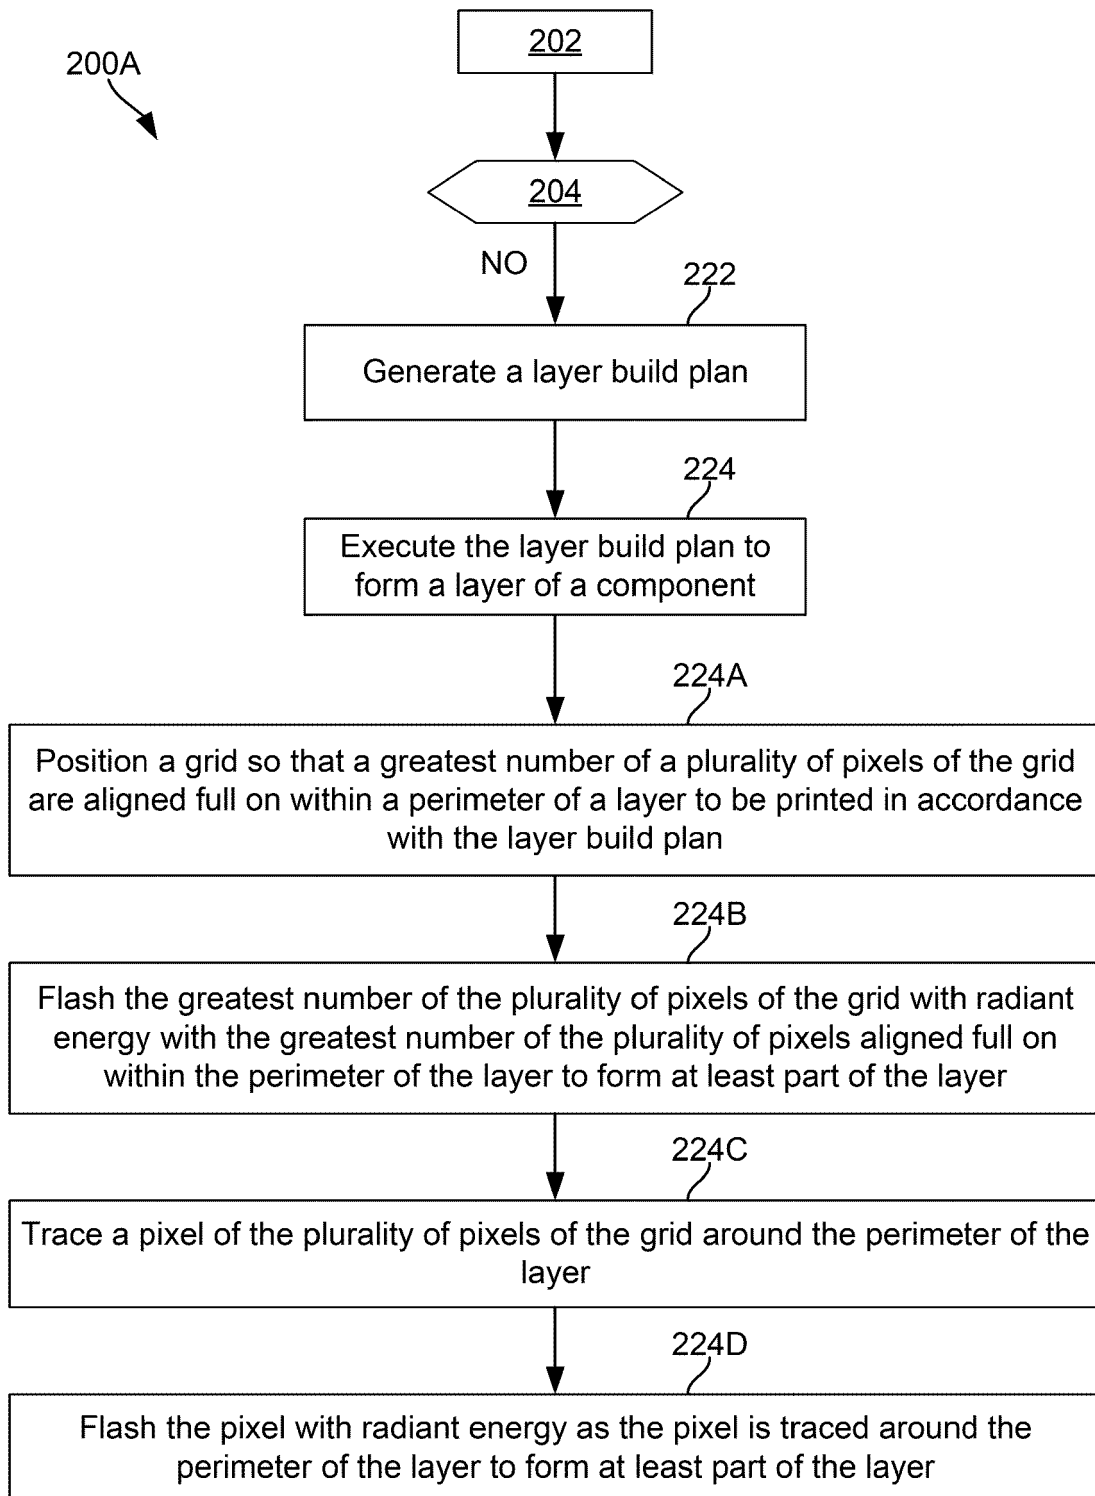 202
200A
204
NO
222
Generate a layer build plan
224
Execute the layer build plan to
form a layer of a component
224A
Position a grid so that a greatest number of a plurality of pixels of the grid
are aligned full on within a perimeter of a layer to be printed in accordance
with the layer build plan
224B
Flash the greatest number of the plurality of pixels of the grid with radiant
energy with the greatest number of the plurality of pixels aligned full on
within the perimeter of the layer to form at least part of the layer
224C
Trace a pixel of the plurality of pixels of the grid around the perimeter of the
layer
224D
Flash the pixel with radiant energy as the pixel is traced around the
perimeter of the layer to form at least part of the layer